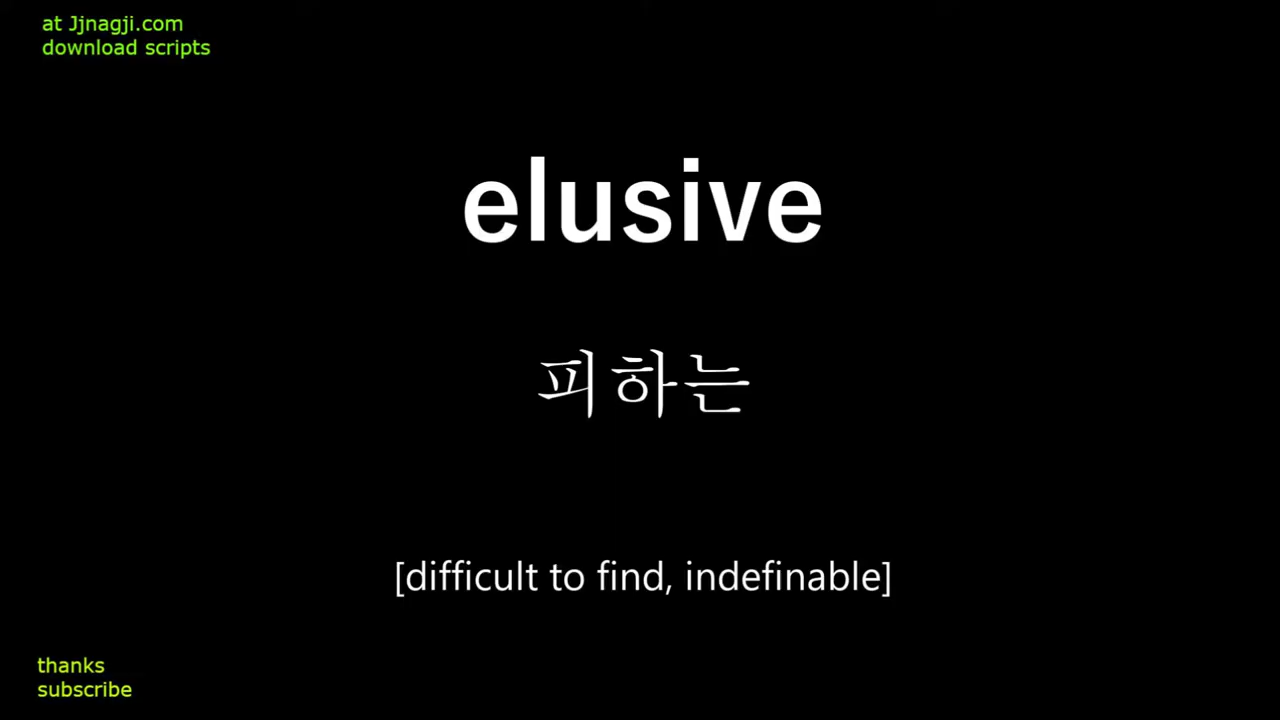 at Jjnagji.com
download scripts
elusive
피하는
[difficult to find, indefinable]
thanks
subscribe